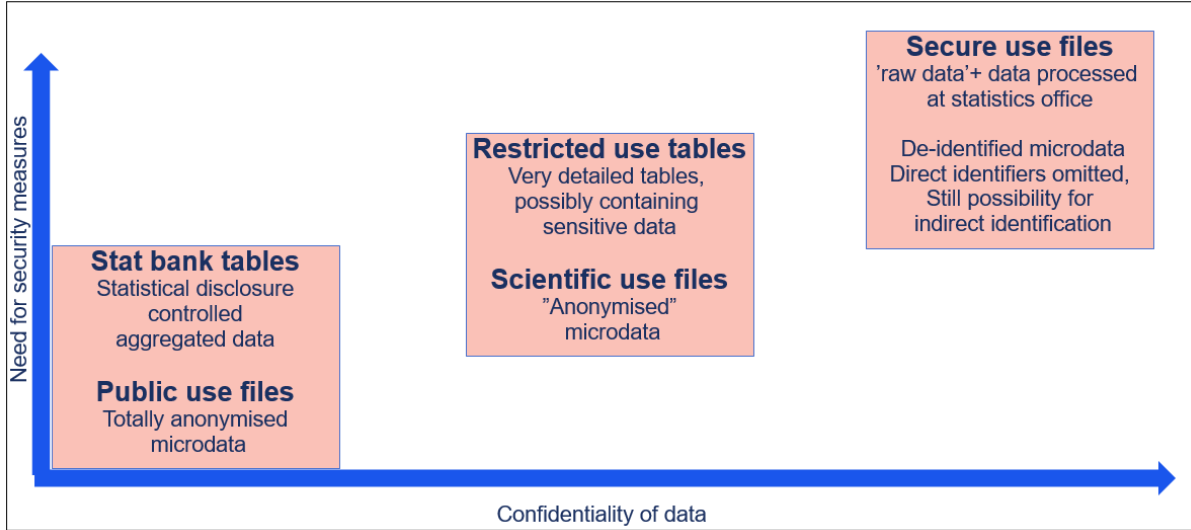 Need for security measures
Stat bank tables
Statistical disclosure
controlled
aggregated data
Public use files
Totally anonymised
microdata
Restricted use tables
Very detailed tables,
possibly containing
sensitive data
Scientific use files
”Anonymised”
microdata
Secure use files
’raw data’+ data processed
at statistics office
De-identified microdata
Direct identifiers omitted,
Still possibility for
indirect identification
Confidentiality of data